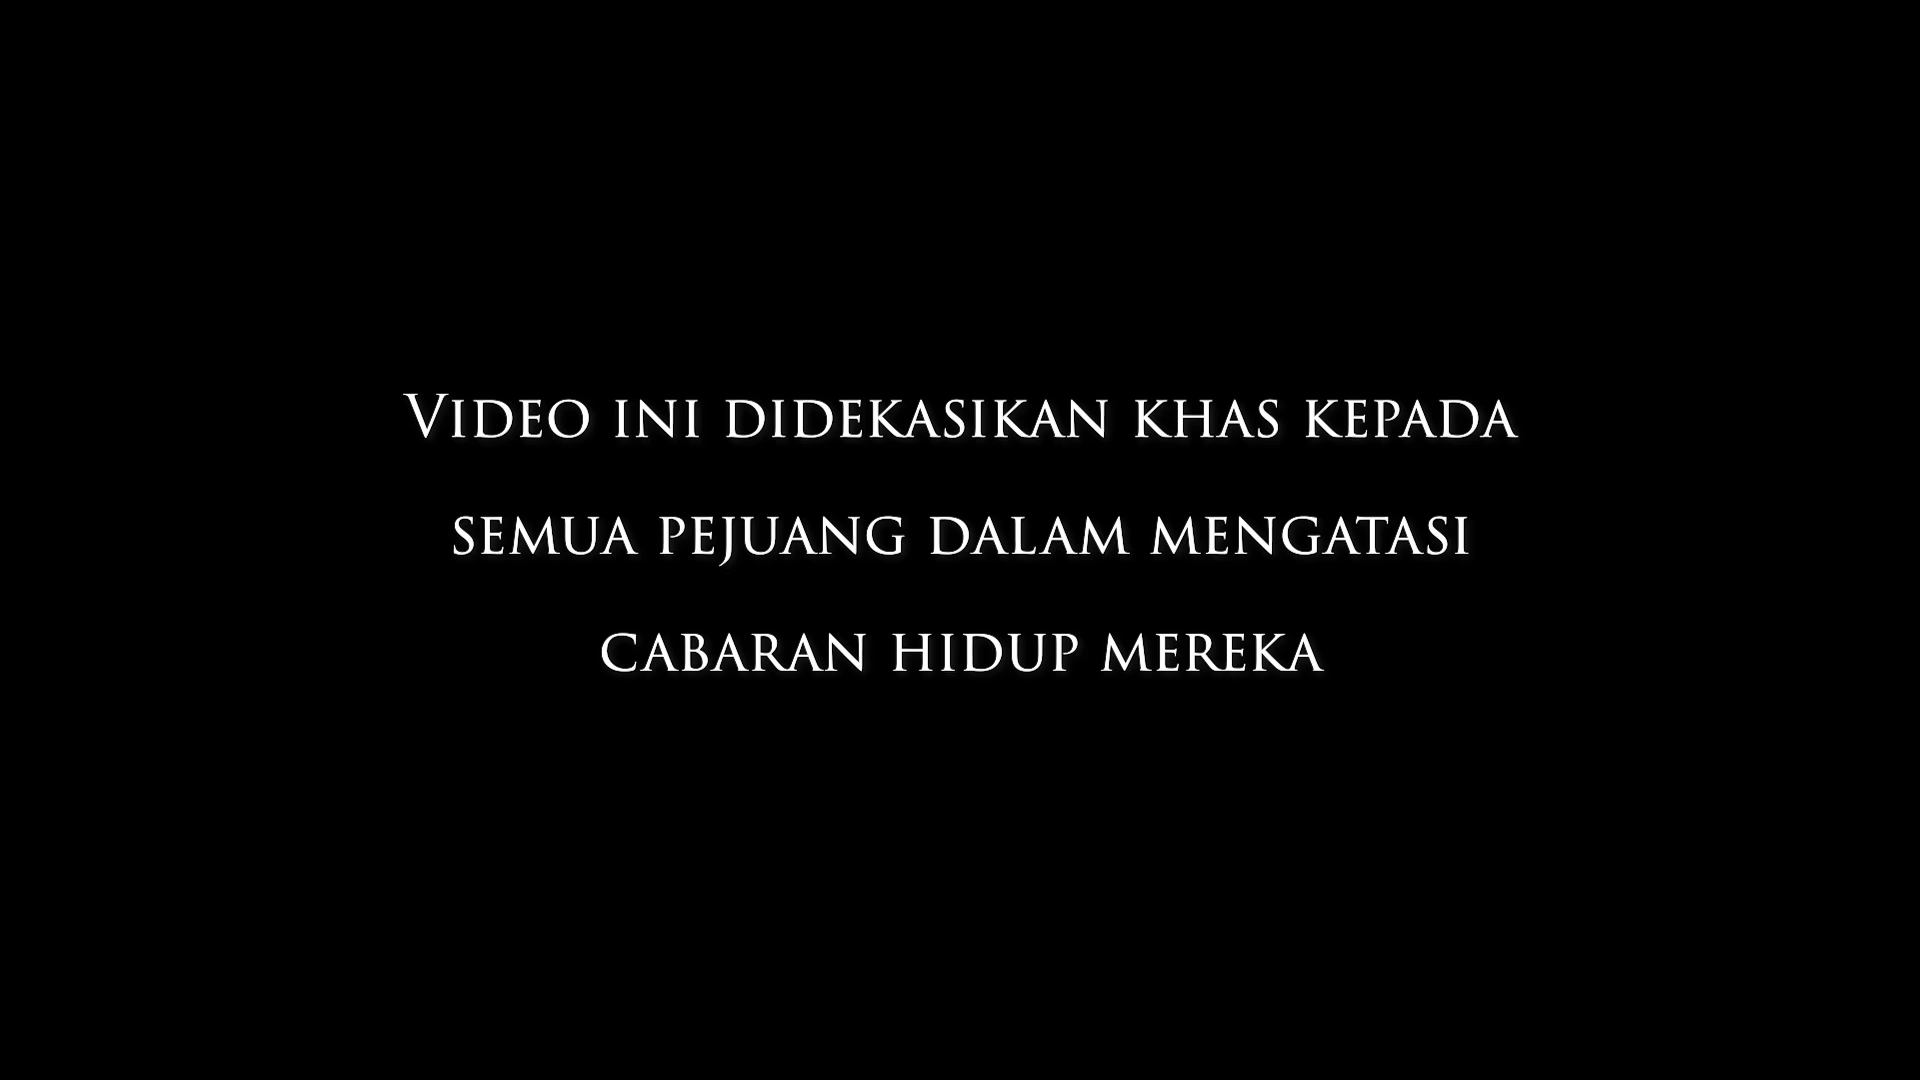 Video ini didekasikan khas kepada
semua pejuang dalam mengatasi
cabaran hidup mereka